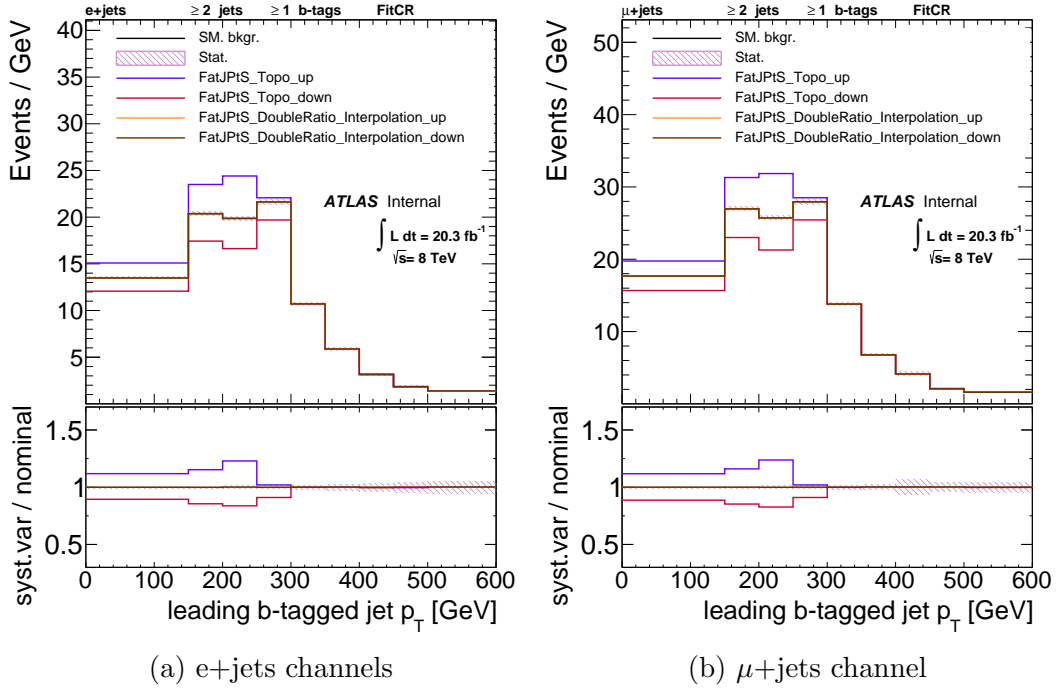 e+jets ≥ 2 jets ≥ 1 b-tags FitCR
Events / GeV
40
35
30
25
20
15
10
5
SM. bkgr.
Stat.
FatJPtS_Topo_up
FatJPtS_Topo_down
FatJPtS_DoubleRatio_Interpolation_up
FatJPtS_DoubleRatio_Interpolation_down
ATLAS Internal
∫ L dt = 20.3 fb⁻¹
√s= 8 TeV
syst.var / nominal
1.5
1
0.5
0 100 200 300 400 500 600
leading b-tagged jet p_T [GeV]
(a) e+jets channels
μ+jets ≥ 2 jets ≥ 1 b-tags FitCR
Events / GeV
50
40
30
20
10
SM. bkgr.
Stat.
FatJPtS_Topo_up
FatJPtS_Topo_down
FatJPtS_DoubleRatio_Interpolation_up
FatJPtS_DoubleRatio_Interpolation_down
ATLAS Internal
∫ L dt = 20.3 fb⁻¹
√s= 8 TeV
syst.var / nominal
1.5
1
0.5
0 100 200 300 400 500 600
leading b-tagged jet p_T [GeV]
(b) μ+jets channel